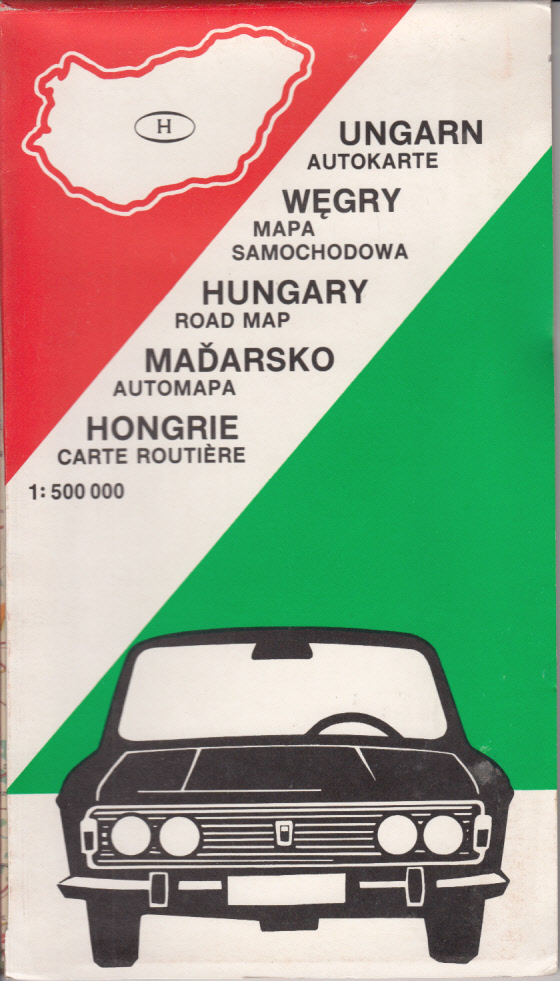 H
UNGARN
AUTOKARTE
WĘGRY
MAPA
SAMOCHODOWA
HUNGARY
ROAD MAP
MAĎARSKO
AUTOMAPA
HONGRIE
CARTE ROUTIÈRE
1: 500 000